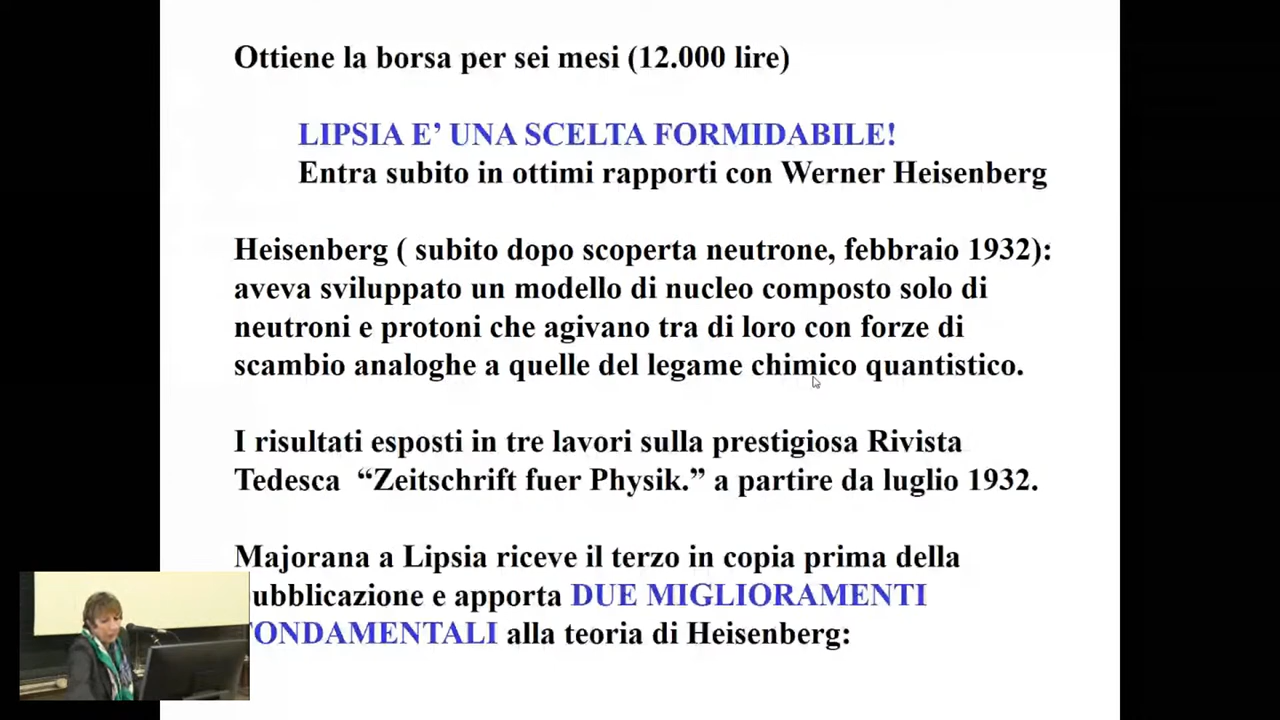 Ottiene la borsa per sei mesi (12.000 lire)
LIPSIA E’ UNA SCELTA FORMIDABILE!
Entra subito in ottimi rapporti con Werner Heisenberg
Heisenberg ( subito dopo scoperta neutrone, febbraio 1932):
aveva sviluppato un modello di nucleo composto solo di
neutroni e protoni che agivano tra di loro con forze di
scambio analoghe a quelle del legame chimico quantistico.
I risultati esposti in tre lavori sulla prestigiosa Rivista
Tedesca “Zeitschrift fuer Physik.” a partire da luglio 1932.
Majorana a Lipsia riceve il terzo in copia prima della
ubblicazione e apporta DUE MIGLIORAMENTI
ONDAMENTALI alla teoria di Heisenberg: